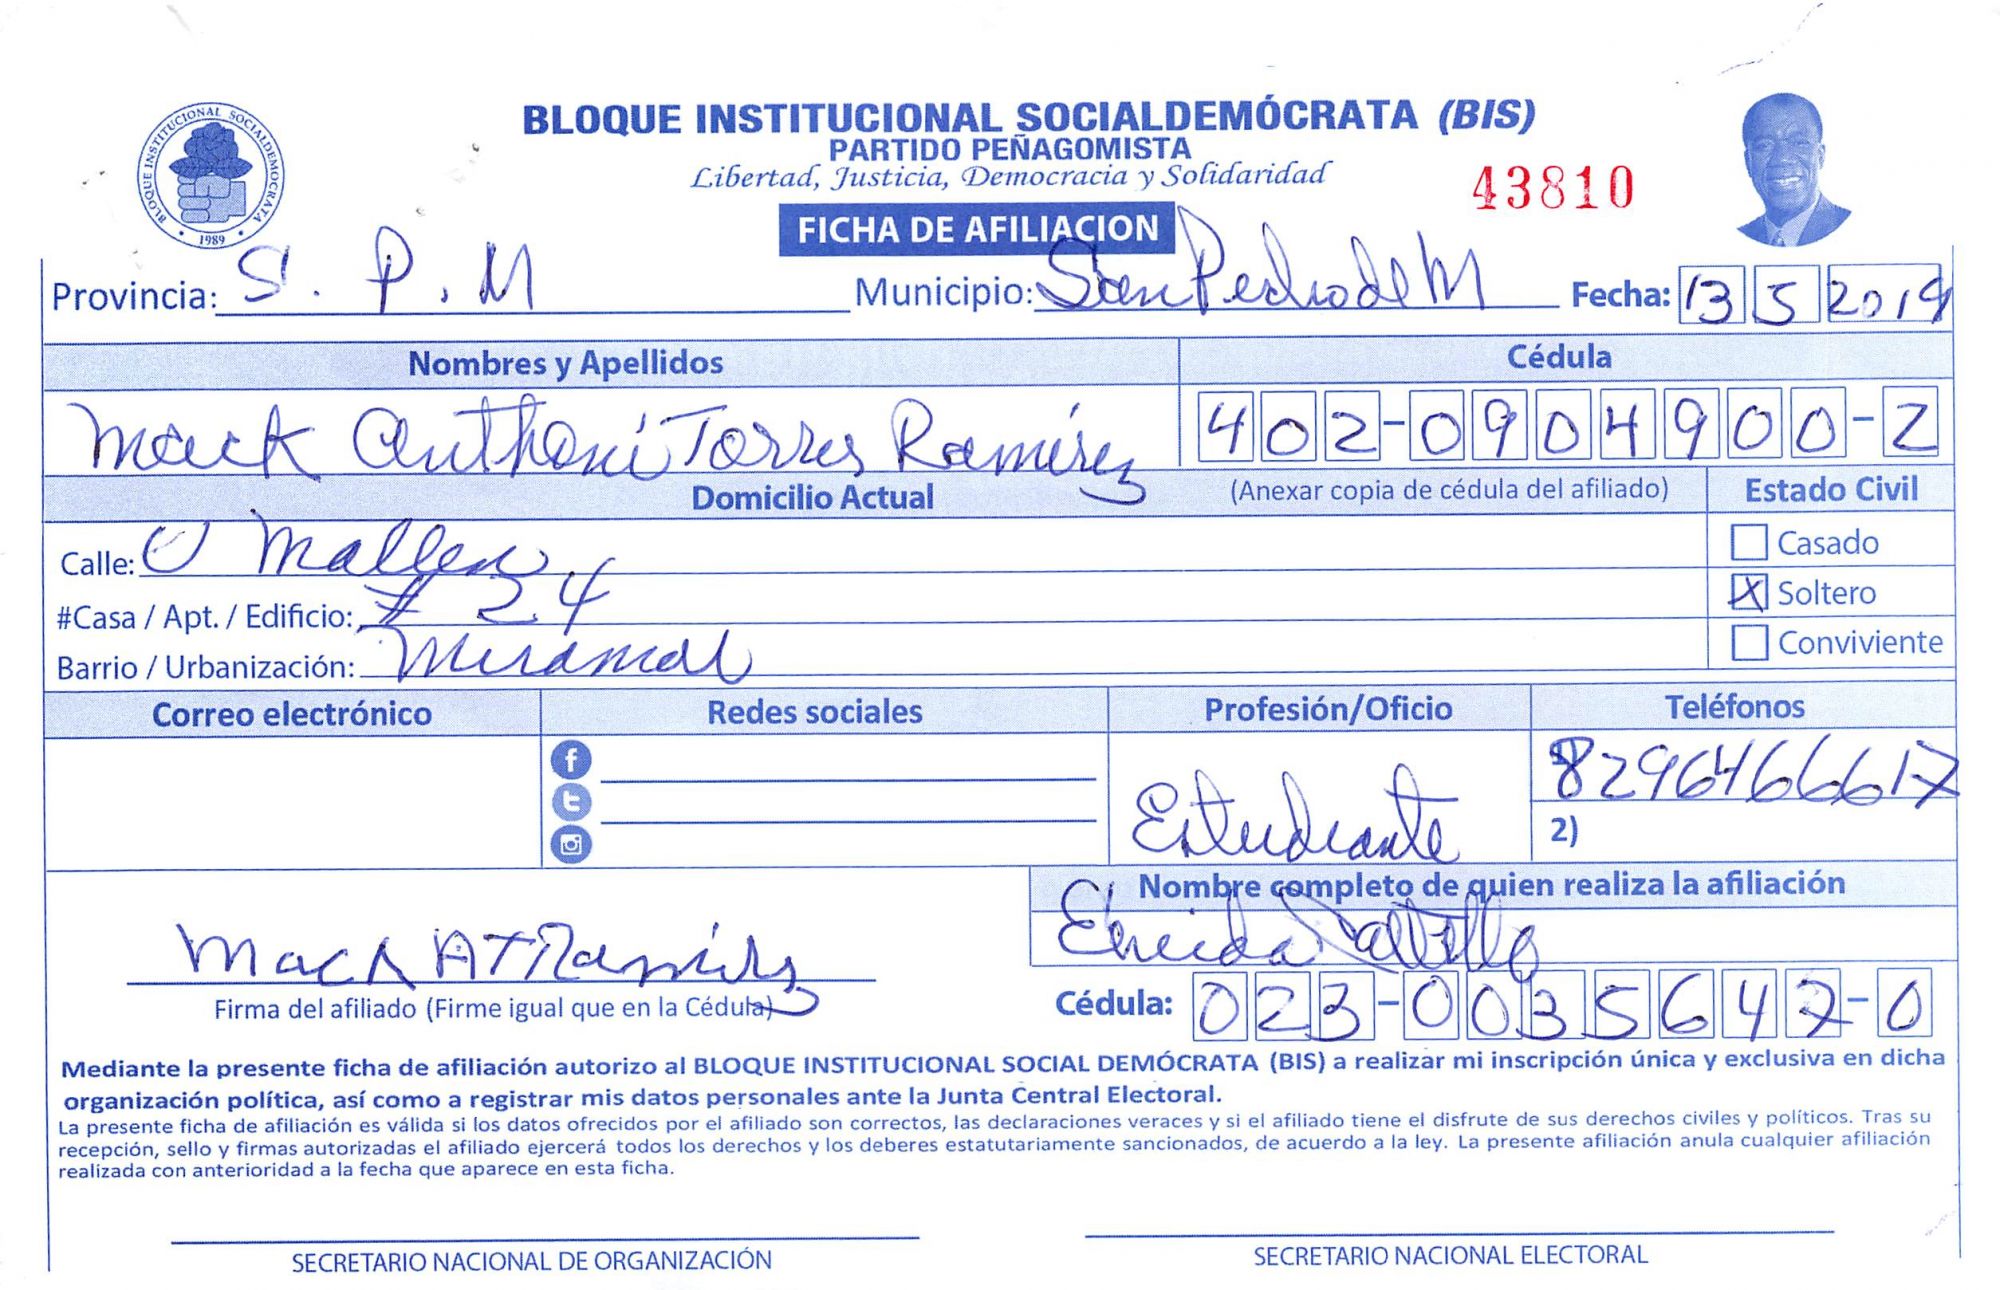 BLOQUE INSTITUCIONAL SOCIALDEMÓCRATA (BIS)
PARTIDO PEÑAGOMISTA
Libertad, Justicia, Democracia y Solidaridad
43810
BLOQUE INSTITUCIONAL SOCIALDEMOCRATA
1989
FICHA DE AFILIACION
Provincia: S. P. M Municipio: San Pedro de M Fecha: 13 5 2019
Nombres y Apellidos Cédula
Mack Anthoni Torres Ramirez 402-0904900-2
Domicilio Actual (Anexar copia de cédula del afiliado) Estado Civil
Calle: O Mallen Casado
#Casa / Apt. / Edificio: # 24 X Soltero
Barrio / Urbanización: Miramar Conviviente
Correo electrónico Redes sociales Profesión/Oficio Teléfonos
1) 8296466617
Estudiante
2)
Nombre completo de quien realiza la afiliación
Mack A T Ramirez
Firma del afiliado (Firme igual que en la Cédula) Cédula: 023-0035647-0
Mediante la presente ficha de afiliación autorizo al BLOQUE INSTITUCIONAL SOCIAL DEMÓCRATA (BIS) a realizar mi inscripción única y exclusiva en dicha
organización política, así como a registrar mis datos personales ante la Junta Central Electoral.
La presente ficha de afiliación es válida si los datos ofrecidos por el afiliado son correctos, las declaraciones veraces y si el afiliado tiene el disfrute de sus derechos civiles y políticos. Tras su
recepción, sello y firmas autorizadas el afiliado ejercerá todos los derechos y los deberes estatutariamente sancionados, de acuerdo a la ley. La presente afiliación anula cualquier afiliación
realizada con anterioridad a la fecha que aparece en esta ficha.
SECRETARIO NACIONAL DE ORGANIZACIÓN SECRETARIO NACIONAL ELECTORAL